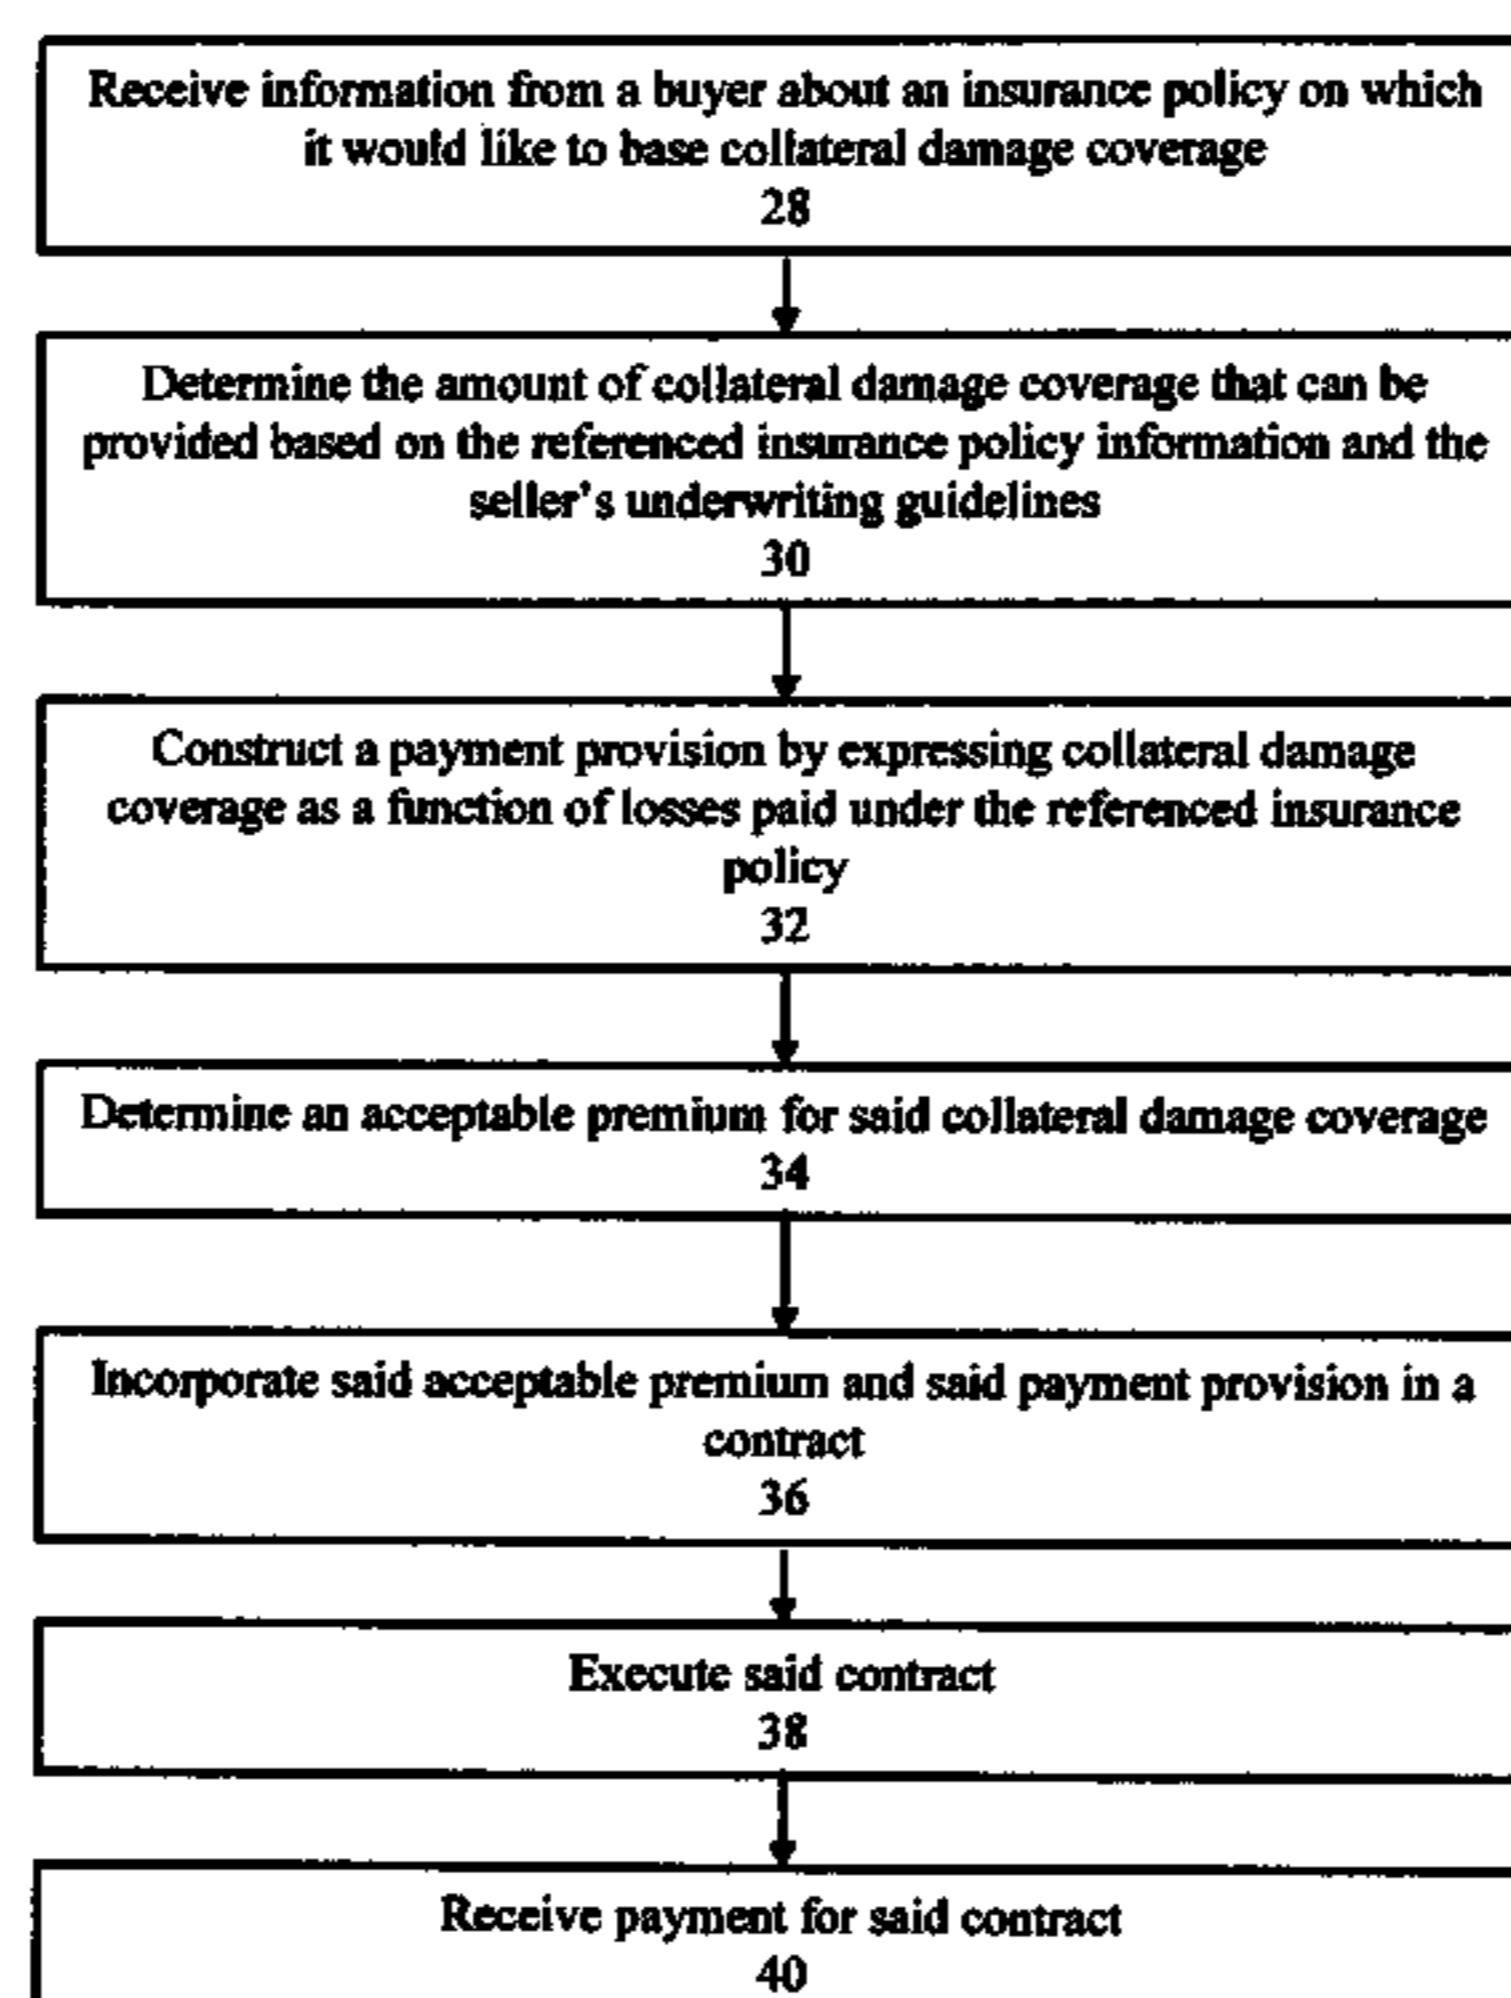 Receive information from a buyer about an insurance policy on which
it would like to base collateral damage coverage
28
Determine the amount of collateral damage coverage that can be
provided based on the referenced insurance policy information and the
seller's underwriting guidelines
30
Construct a payment provision by expressing collateral damage
coverage as a function of losses paid under the referenced insurance
policy
32
Determine an acceptable premium for said collateral damage coverage
34
Incorporate said acceptable premium and said payment provision in a
contract
36
Execute said contract
38
Receive payment for said contract
40